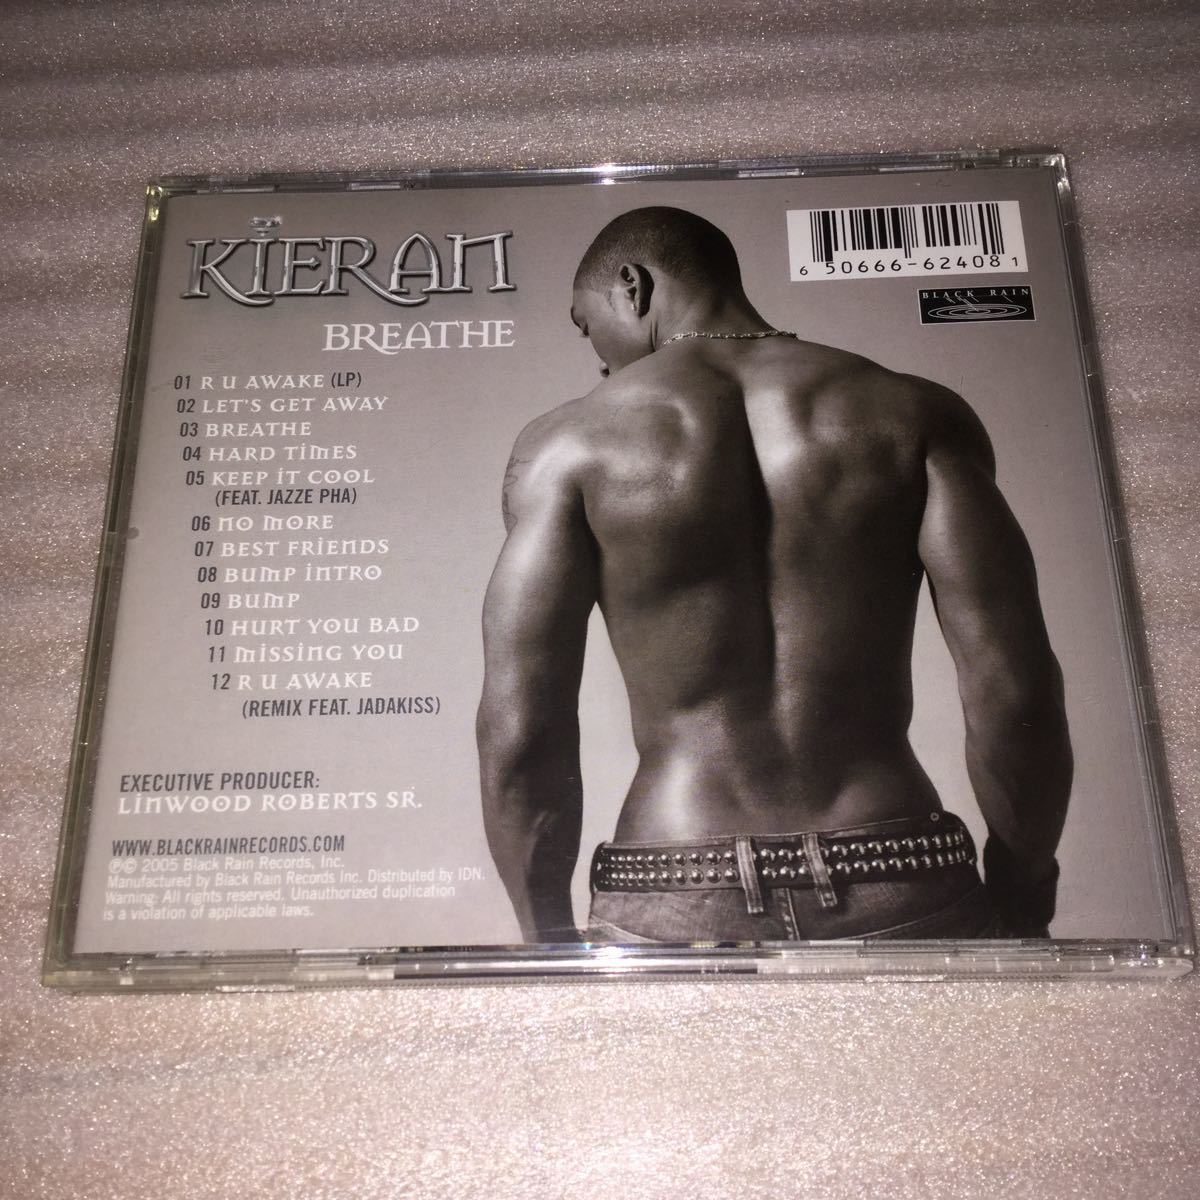 KIERAN
BREATHE
01 R U AWAKE (LP)
02 LET'S GET AWAY
03 BREATHE
04 HARD TIMES
05 KEEP IT COOL
(FEAT. JAZZE PHA)
06 NO MORE
07 BEST FRIENDS
08 BUMP INTRO
09 BUMP
10 HURT YOU BAD
11 MISSING YOU
12 R U AWAKE
(REMIX FEAT. JADAKISS)
EXECUTIVE PRODUCER:
LINWOOD ROBERTS SR.
WWW.BLACKRAINRECORDS.COM
℗© 2005 Black Rain Records, Inc.
Manufactured by Black Rain Records Inc. Distributed by IDN.
Warning: All rights reserved. Unauthorized duplication
is a violation of applicable laws.
6 50666-62408 1
BLACK RAIN